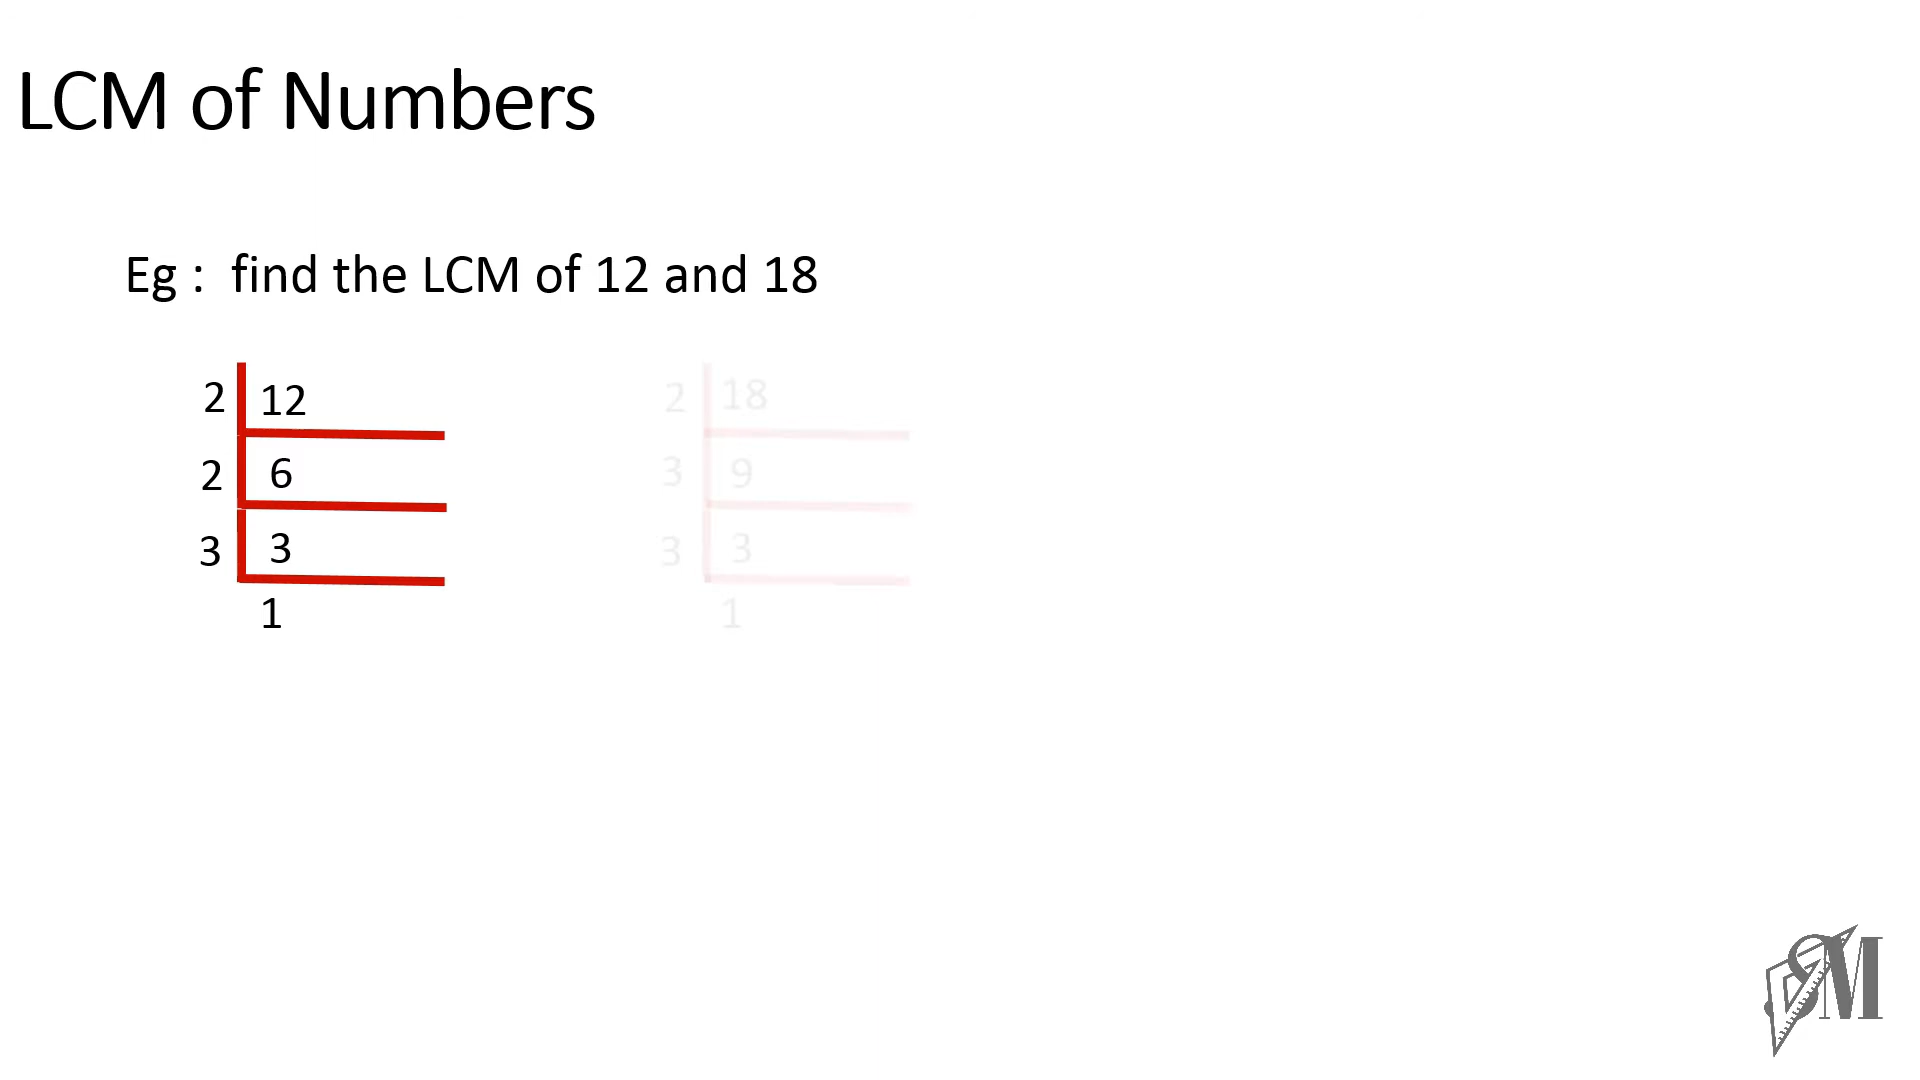 LCM of Numbers
Eg : find the LCM of 12 and 18
2 12
2 6
3 3
1
2 18
3 9
3 3
1
SM